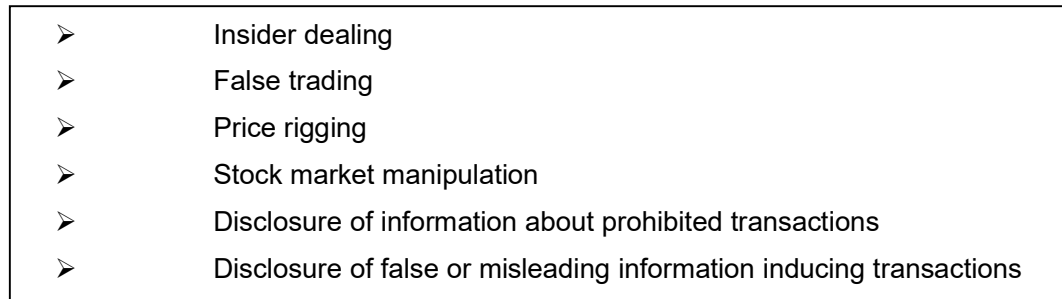 ➢ Insider dealing
➢ False trading
➢ Price rigging
➢ Stock market manipulation
➢ Disclosure of information about prohibited transactions
➢ Disclosure of false or misleading information inducing transactions